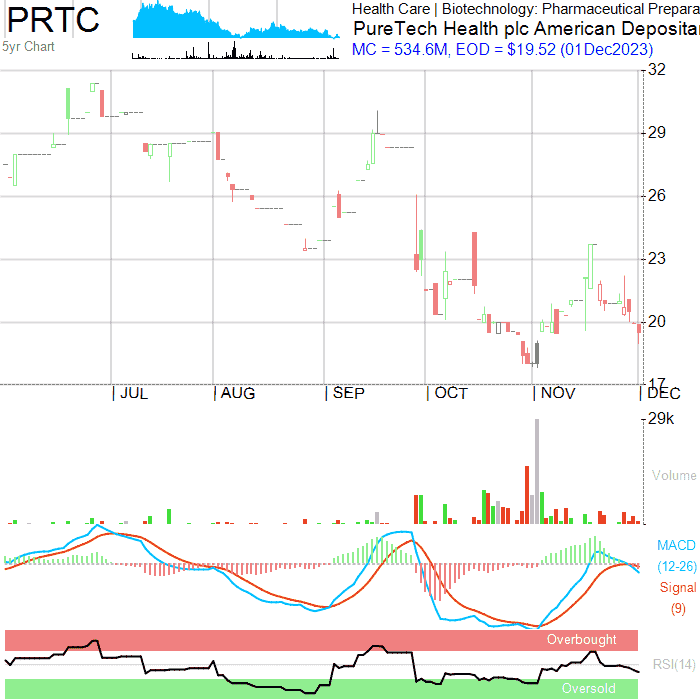 PRTC
5yr Chart
Health Care | Biotechnology: Pharmaceutical Prepara
PureTech Health plc American Depositar
MC = 534.6M, EOD = $19.52 (01Dec2023)
32
29
26
23
20
17
| JUL | AUG | SEP | OCT | NOV | DEC
29k
Volume
MACD
(12-26)
Signal
(9)
Overbought
RSI(14)
Oversold